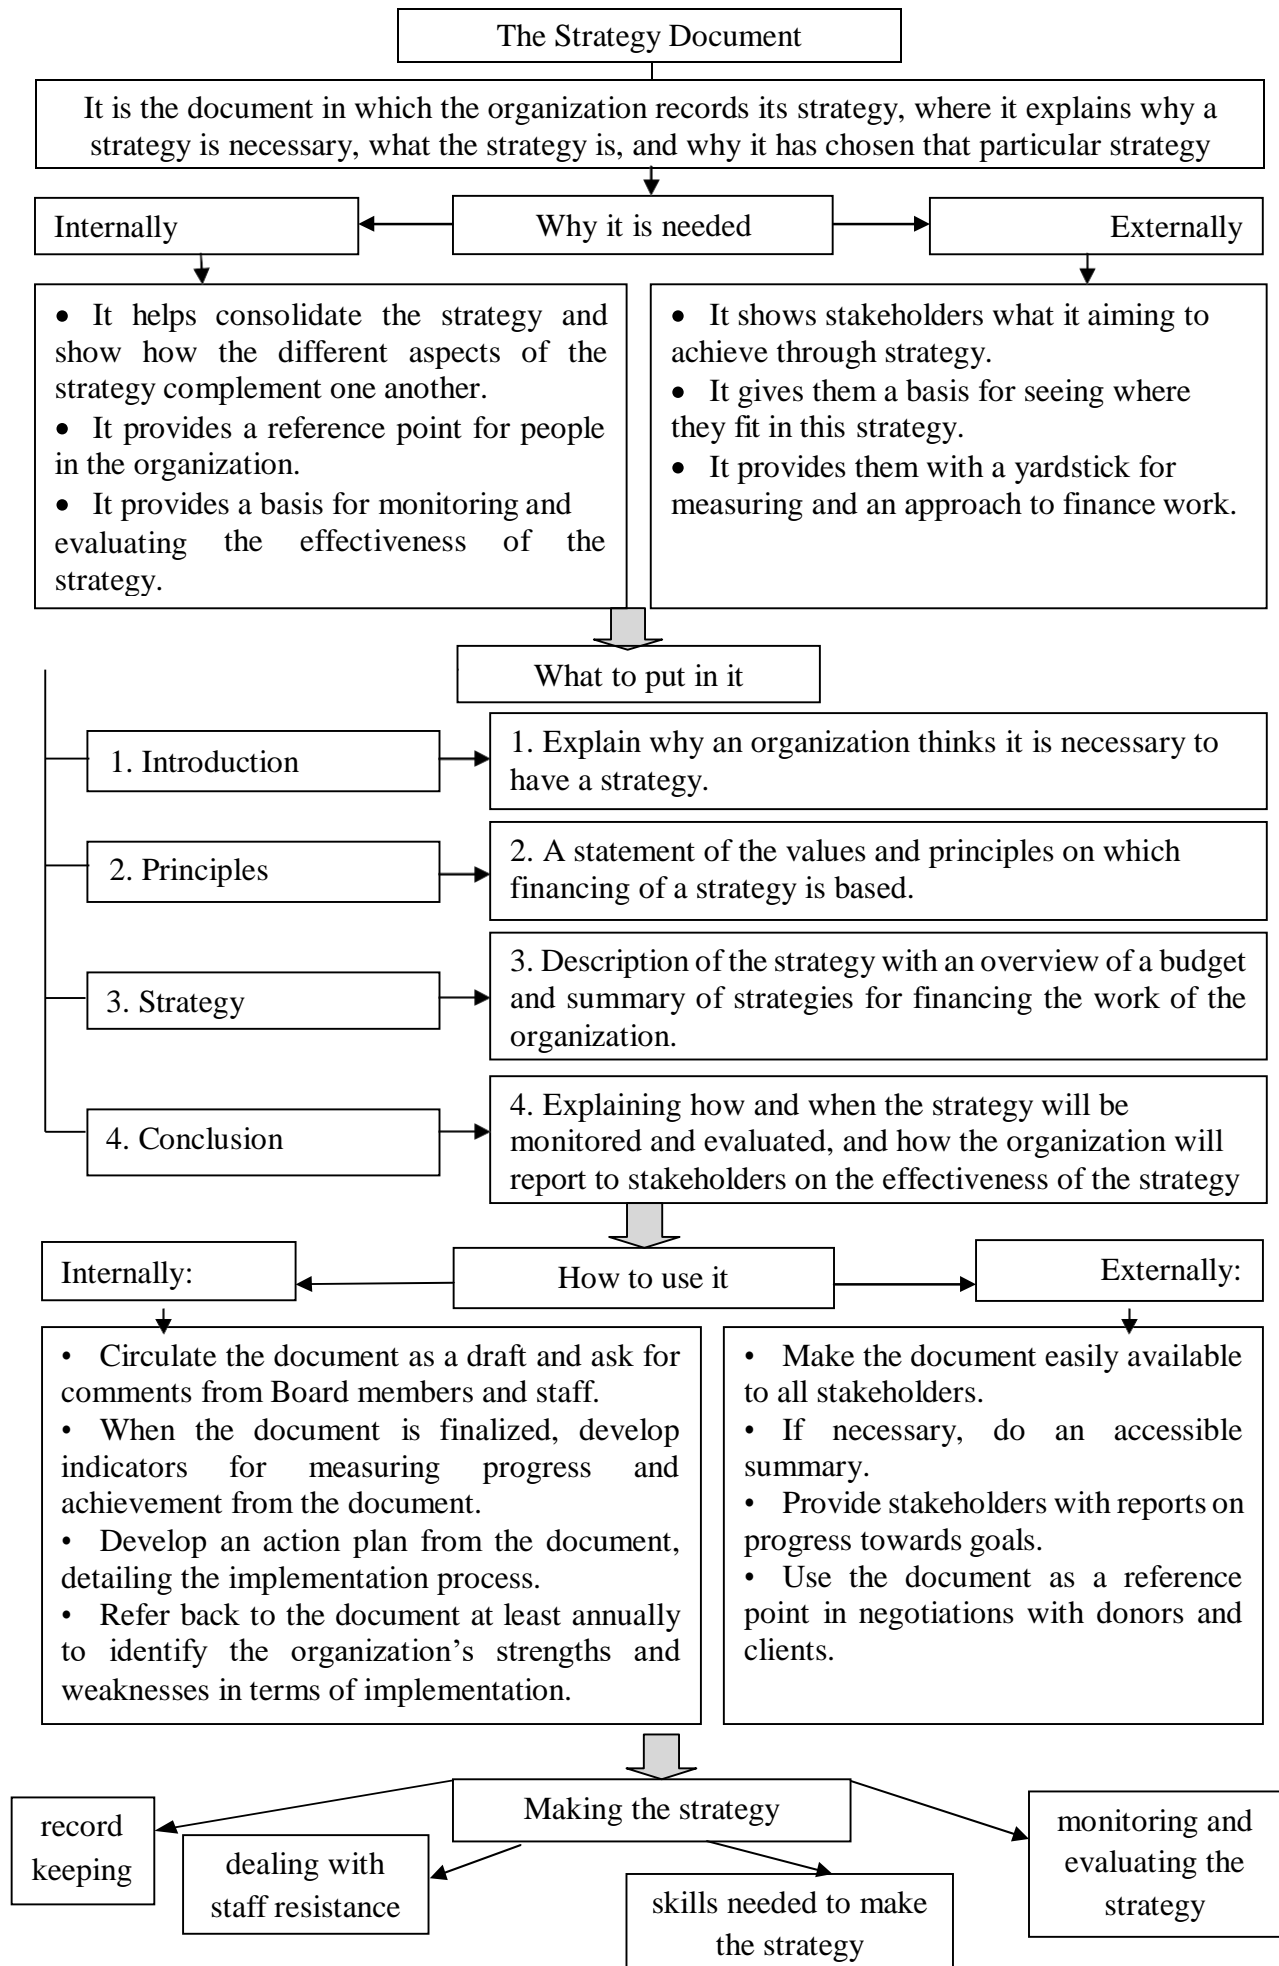 The Strategy Document
It is the document in which the organization records its strategy, where it explains why a
strategy is necessary, what the strategy is, and why it has chosen that particular strategy
Internally
Why it is needed
Externally
• It helps consolidate the strategy and
show how the different aspects of the
strategy complement one another.
• It provides a reference point for people
in the organization.
• It provides a basis for monitoring and
evaluating the effectiveness of the
strategy.
• It shows stakeholders what it aiming to
achieve through strategy.
• It gives them a basis for seeing where
they fit in this strategy.
• It provides them with a yardstick for
measuring and an approach to finance work.
What to put in it
1. Introduction
1. Explain why an organization thinks it is necessary to
have a strategy.
2. Principles
2. A statement of the values and principles on which
financing of a strategy is based.
3. Strategy
3. Description of the strategy with an overview of a budget
and summary of strategies for financing the work of the
organization.
4. Conclusion
4. Explaining how and when the strategy will be
monitored and evaluated, and how the organization will
report to stakeholders on the effectiveness of the strategy
Internally:
How to use it
Externally:
• Circulate the document as a draft and ask for
comments from Board members and staff.
• When the document is finalized, develop
indicators for measuring progress and
achievement from the document.
• Develop an action plan from the document,
detailing the implementation process.
• Refer back to the document at least annually
to identify the organization’s strengths and
weaknesses in terms of implementation.
• Make the document easily available
to all stakeholders.
• If necessary, do an accessible
summary.
• Provide stakeholders with reports on
progress towards goals.
• Use the document as a reference
point in negotiations with donors and
clients.
Making the strategy
record
keeping
dealing with
staff resistance
skills needed to make
the strategy
monitoring and
evaluating the
strategy